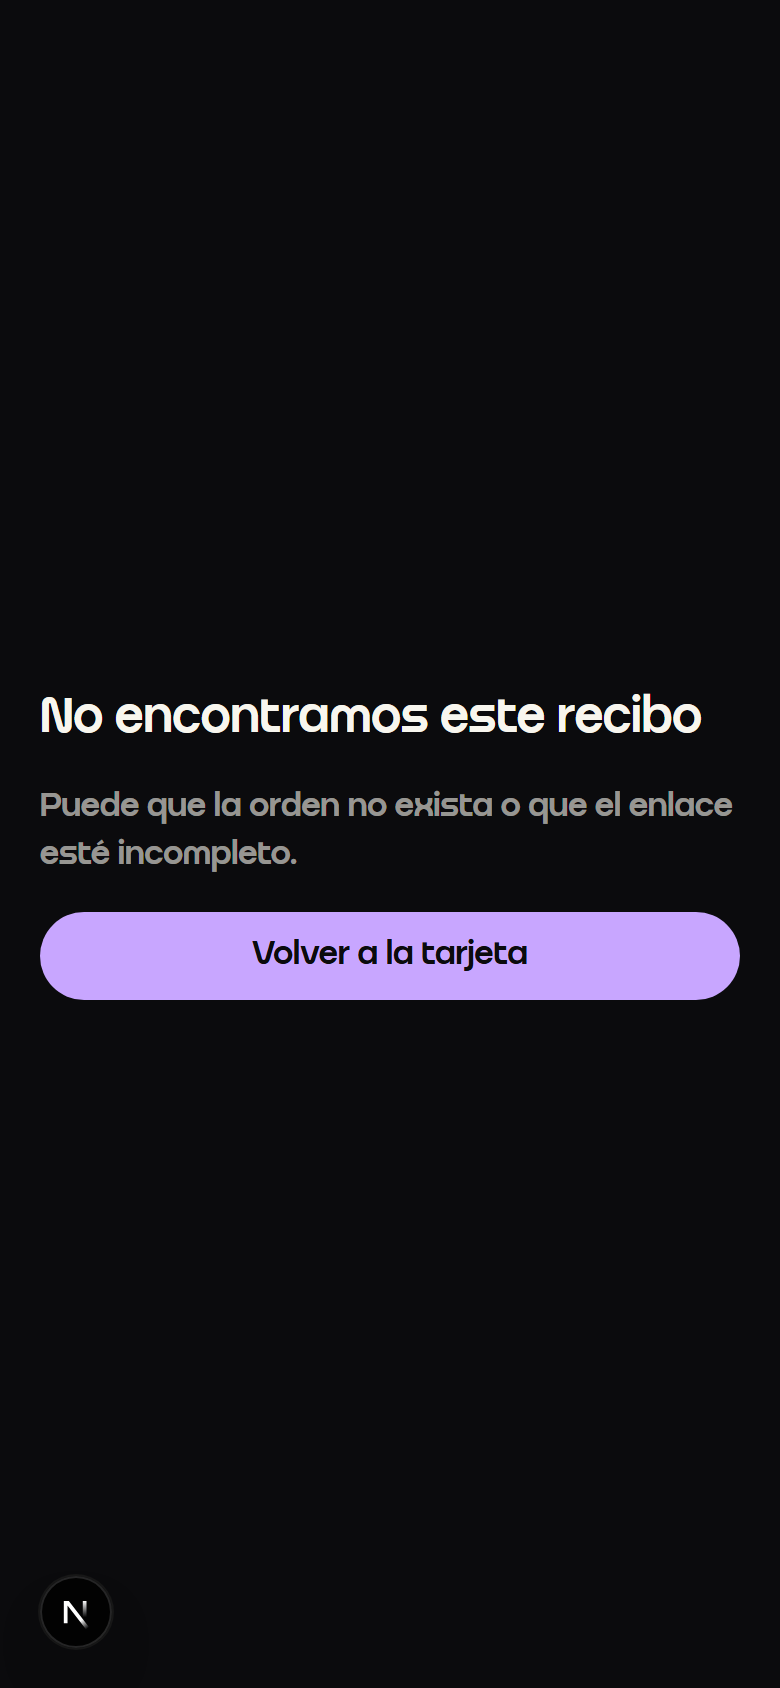 No encontramos este recibo
Puede que la orden no exista o que el enlace
esté incompleto.
Volver a la tarjeta
N